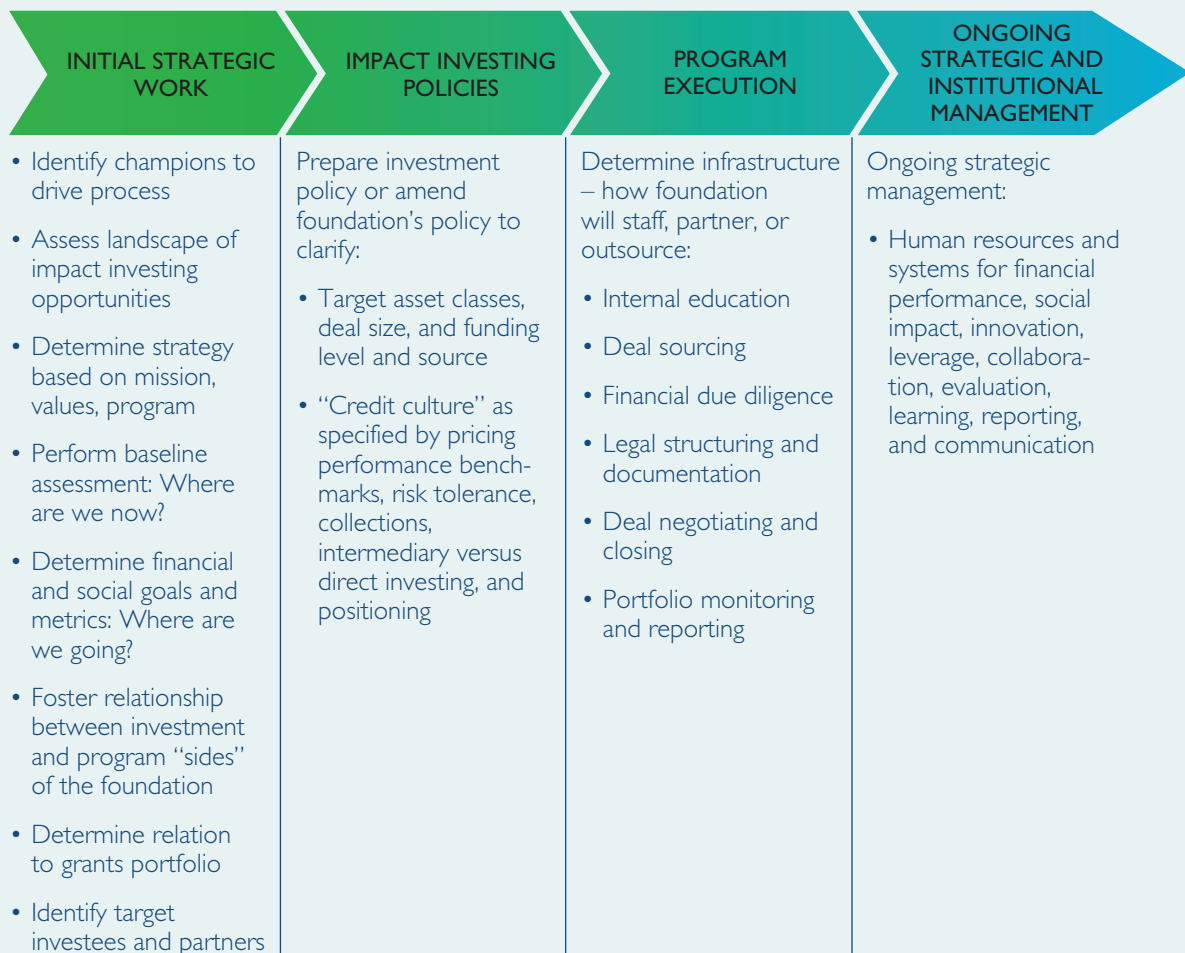 INITIAL STRATEGIC
WORK
IMPACT INVESTING
POLICIES
PROGRAM
EXECUTION
ONGOING
STRATEGIC AND
INSTITUTIONAL
MANAGEMENT
• Identify champions to
drive process
• Assess landscape of
impact investing
opportunities
• Determine strategy
based on mission,
values, program
• Perform baseline
assessment: Where
are we now?
• Determine financial
and social goals and
metrics: Where are
we going?
• Foster relationship
between investment
and program “sides”
of the foundation
• Determine relation
to grants portfolio
• Identify target
investees and partners
Prepare investment
policy or amend
foundation’s policy to
clarify:
• Target asset classes,
deal size, and funding
level and source
• “Credit culture” as
specified by pricing
performance bench-
marks, risk tolerance,
collections,
intermediary versus
direct investing, and
positioning
Determine infrastructure
– how foundation
will staff, partner, or
outsource:
• Internal education
• Deal sourcing
• Financial due diligence
• Legal structuring and
documentation
• Deal negotiating and
closing
• Portfolio monitoring
and reporting
Ongoing strategic
management:
• Human resources and
systems for financial
performance, social
impact, innovation,
leverage, collabora-
tion, evaluation,
learning, reporting,
and communication